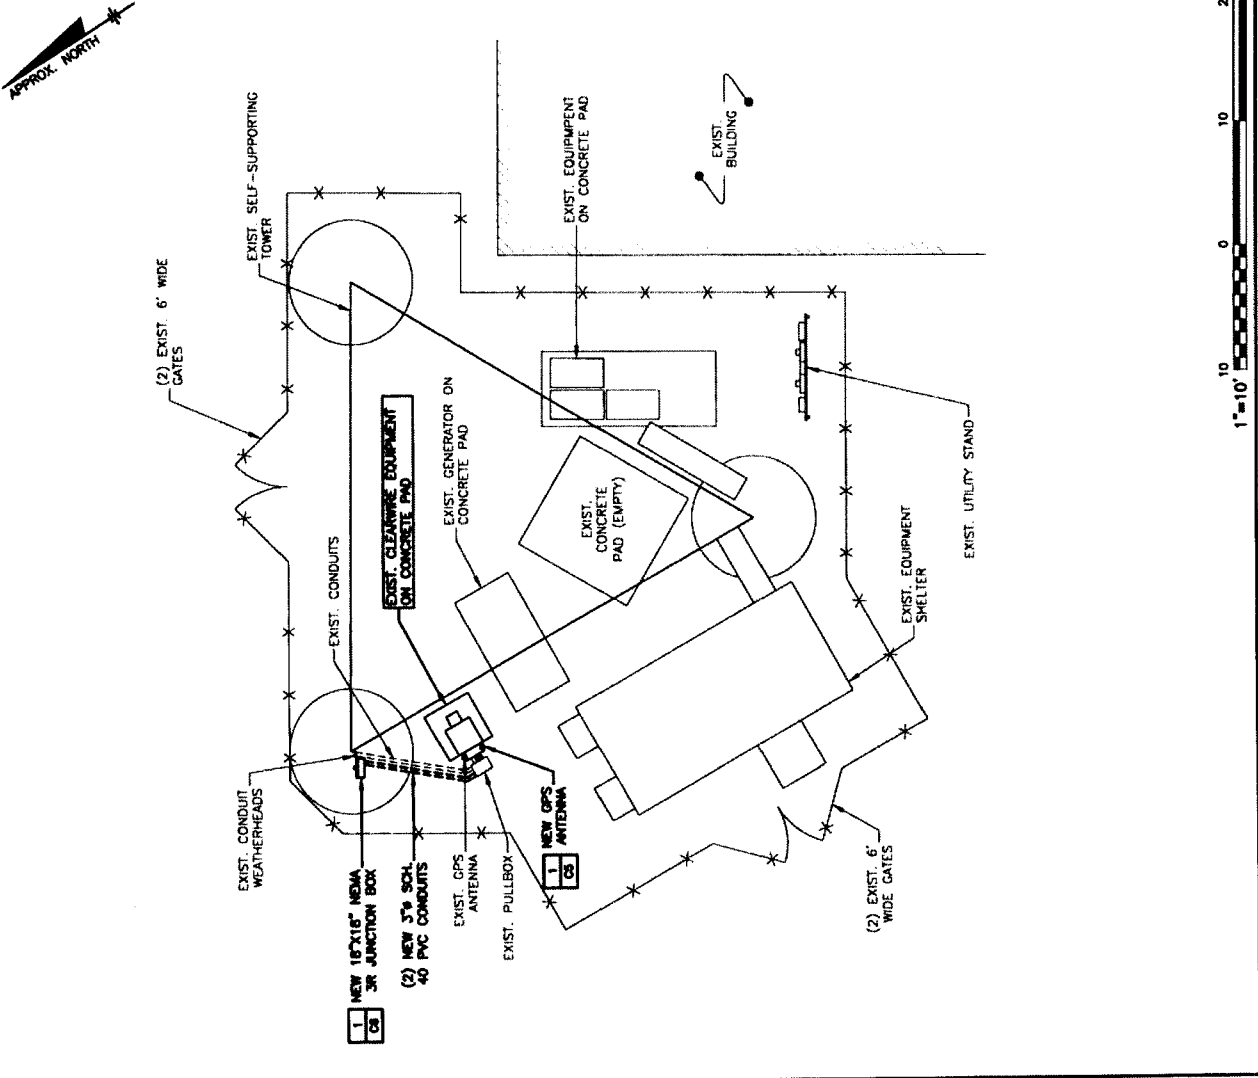 APPROX. NORTH
EXIST. SELF-SUPPORTING
TOWER
(2) EXIST. 6' WIDE
GATES
EXIST. EQUIPMPENT
ON CONCRETE PAD
EXIST.
BUILDING
EXIST. CLEARWIRE EQUIPMENT
ON CONCRETE PAD
EXIST. GENERATOR ON
CONCRETE PAD
EXIST. CONDUITS
EXIST.
CONCRETE
PAD (EMPTY)
EXIST. UTILITY STAND
EXIST. EQUIPMENT
SHELTER
EXIST. CONDUIT
WEATHERHEADS
1
C6
NEW 18"X18" NEMA
3R JUNCTION BOX
(2) NEW 3"ø SCH.
40 PVC CONDUITS
EXIST. GPS
ANTENNA
EXIST. PULLBOX
1
C5
NEW GPS
ANTENNA
(2) EXIST. 6'
WIDE GATES
1"=10'
10
0
10
2